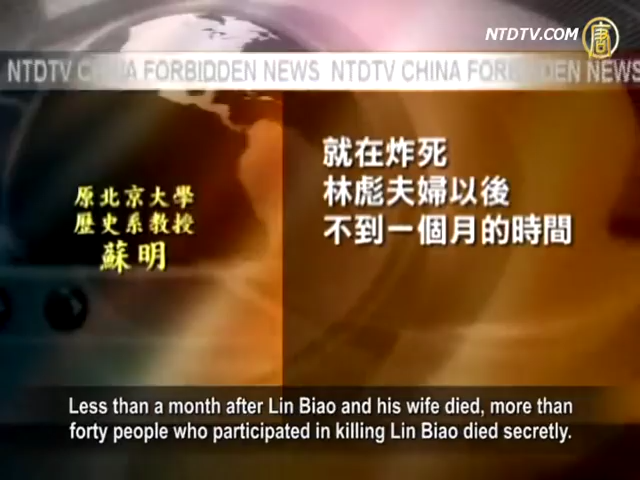 NTDTV.COM
唐
NTDTV CHINA FORBIDDEN NEWS NTDTV CHINA FORBIDDEN NEWS
就在炸死
林彪夫婦以後
不到一個月的時間
原北京大學
歷史系教授
蘇明
Less than a month after Lin Biao and his wife died, more than
forty people who participated in killing Lin Biao died secretly.